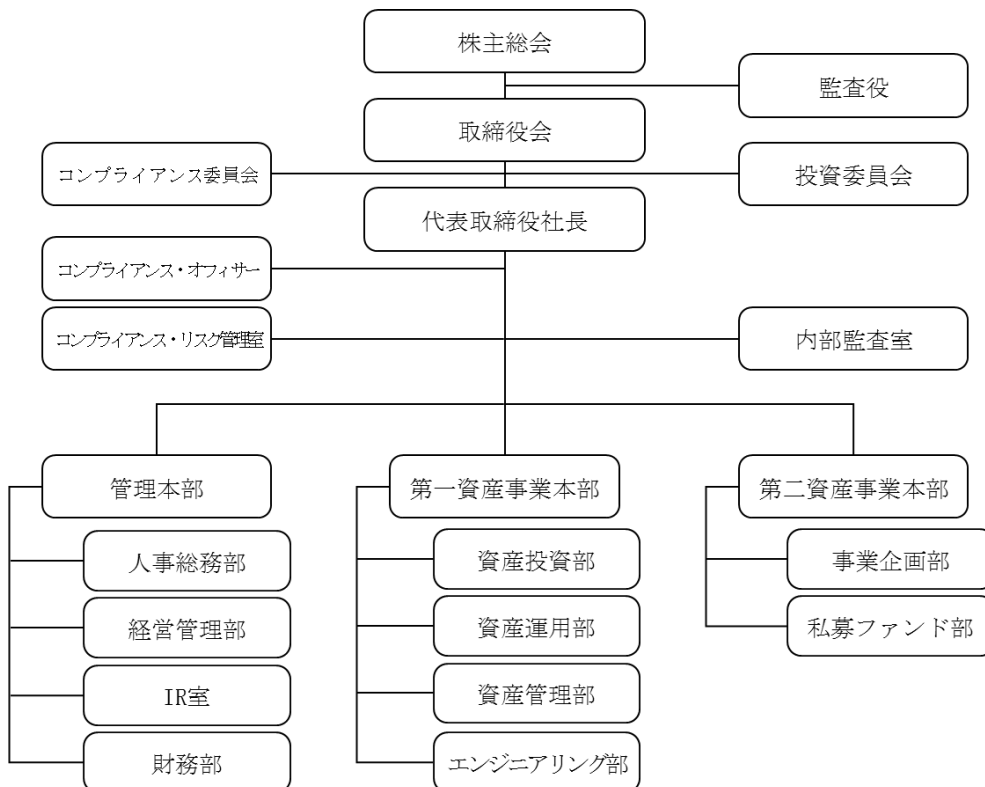 株主総会
監査役
取締役会
コンプライアンス委員会
投資委員会
代表取締役社長
コンプライアンス・オフィサー
コンプライアンス・リスク管理室
内部監査室
管理本部
第一資産事業本部
第二資産事業本部
人事総務部
資産投資部
事業企画部
経営管理部
資産運用部
私募ファンド部
IR室
資産管理部
財務部
エンジニアリング部